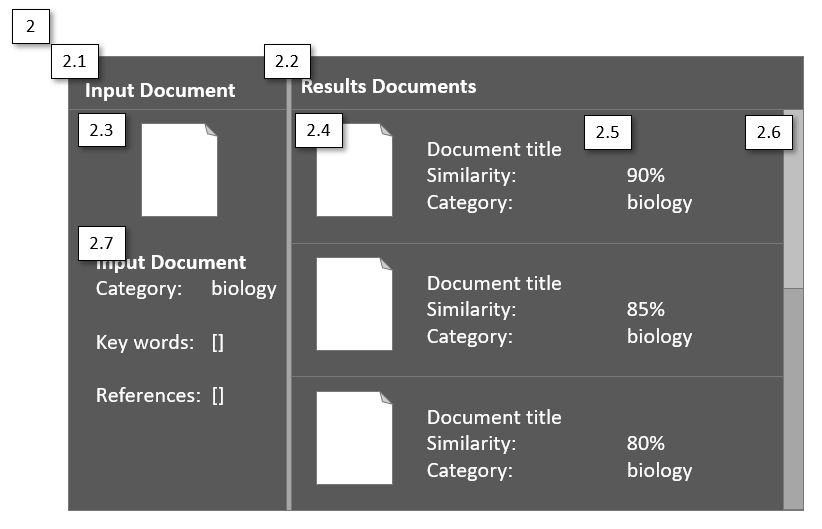 2
2.1
2.2
Input Document
Results Documents
2.3
2.4
2.5
2.6
Document title
Similarity: 90%
Category: biology
2.7
Input Document
Category: biology
Key words: []
References: []
Document title
Similarity: 85%
Category: biology
Document title
Similarity: 80%
Category: biology